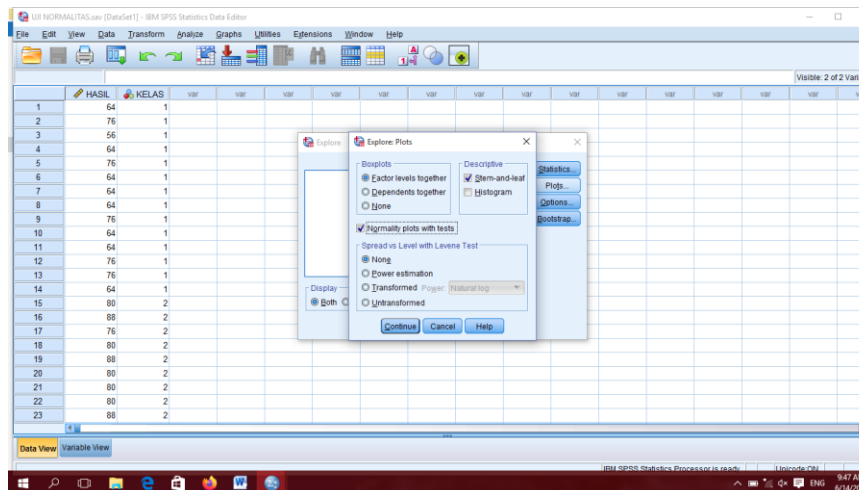 UJI NORMALITAS.sav [DataSet1] - IBM SPSS Statistics Data Editor
File Edit View Data Transform Analyze Graphs Utilities Extensions Window Help
Visible: 2 of 2 Vari
HASIL KELAS var var var var var var var var var var var var var
1 64 1
2 76 1
3 56 1
4 64 1
5 76 1
6 64 1
7 64 1
8 64 1
9 76 1
10 64 1
11 64 1
12 76 1
13 76 1
14 64 1
15 80 2
16 88 2
17 76 2
18 80 2
19 88 2
20 80 2
21 80 2
22 80 2
23 88 2
Explore
Statistics...
Plots...
Options...
Bootstrap...
Display
Both
Explore: Plots
Boxplots
Factor levels together
Dependents together
None
Descriptive
Stem-and-leaf
Histogram
Normality plots with tests
Spread vs Level with Levene Test
None
Power estimation
Transformed Power: Natural log
Untransformed
Continue Cancel Help
Data View Variable View
IBM SPSS Statistics Processor is ready Unicode:ON
ENG
9:47 A
6/14/20